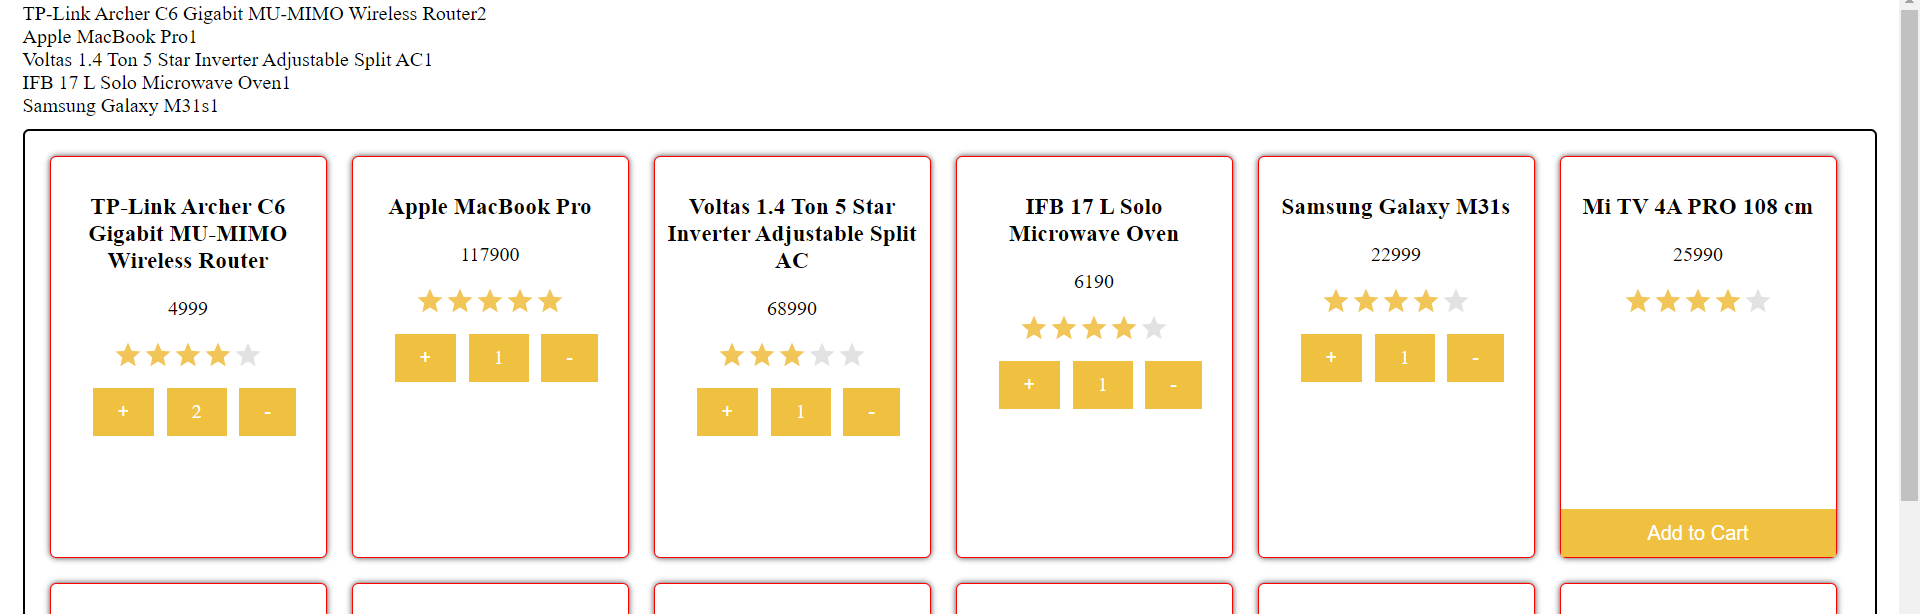 TP-Link Archer C6 Gigabit MU-MIMO Wireless Router2
Apple MacBook Pro1
Voltas 1.4 Ton 5 Star Inverter Adjustable Split AC1
IFB 17 L Solo Microwave Oven1
Samsung Galaxy M31s1
TP-Link Archer C6
Gigabit MU-MIMO
Wireless Router
4999
+ 2 -
Apple MacBook Pro
117900
+ 1 -
Voltas 1.4 Ton 5 Star
Inverter Adjustable Split
AC
68990
+ 1 -
IFB 17 L Solo
Microwave Oven
6190
+ 1 -
Samsung Galaxy M31s
22999
+ 1 -
Mi TV 4A PRO 108 cm
25990
Add to Cart